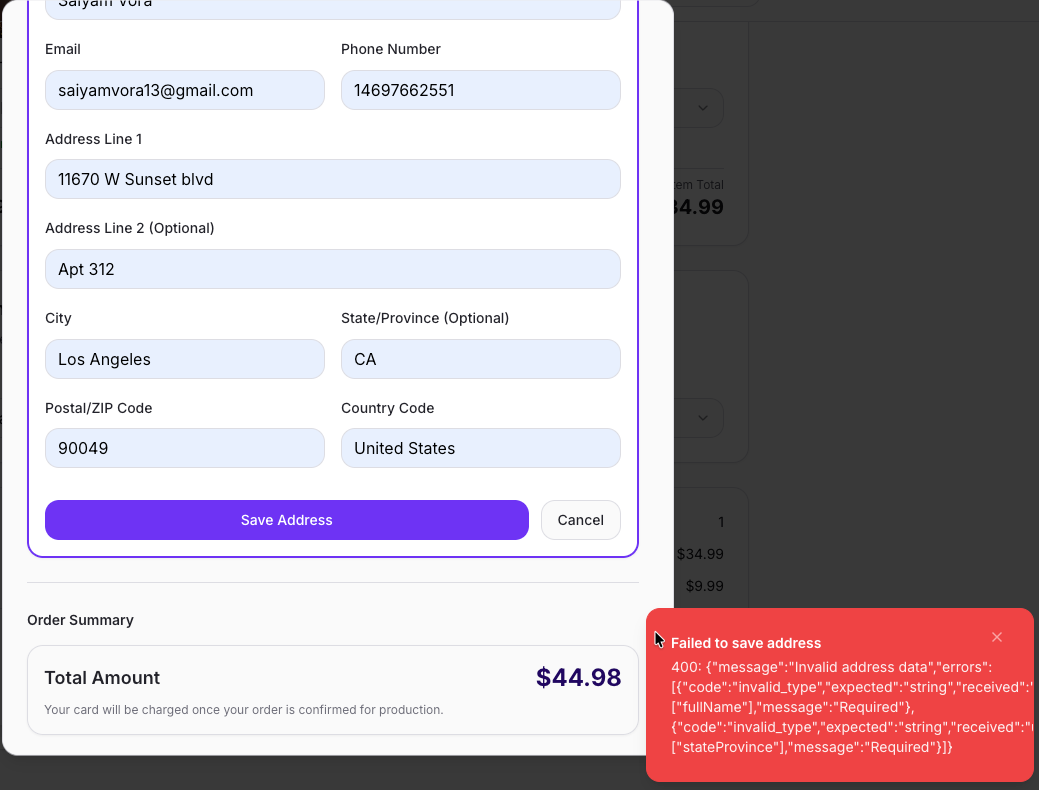 Saiyam Vora
Email
Phone Number
saiyamvora13@gmail.com
14697662551
Address Line 1
11670 W Sunset blvd
Address Line 2 (Optional)
Apt 312
City
State/Province (Optional)
Los Angeles
CA
Postal/ZIP Code
Country Code
90049
United States
Save Address
Cancel
Order Summary
Total Amount
$44.98
Your card will be charged once your order is confirmed for production.
Total
34.99
1
$34.99
$9.99
Failed to save address
400: {"message":"Invalid address data","errors":
[{"code":"invalid_type","expected":"string","received":"
["fullName"],"message":"Required"},
{"code":"invalid_type","expected":"string","received":"
["stateProvince"],"message":"Required"}]}